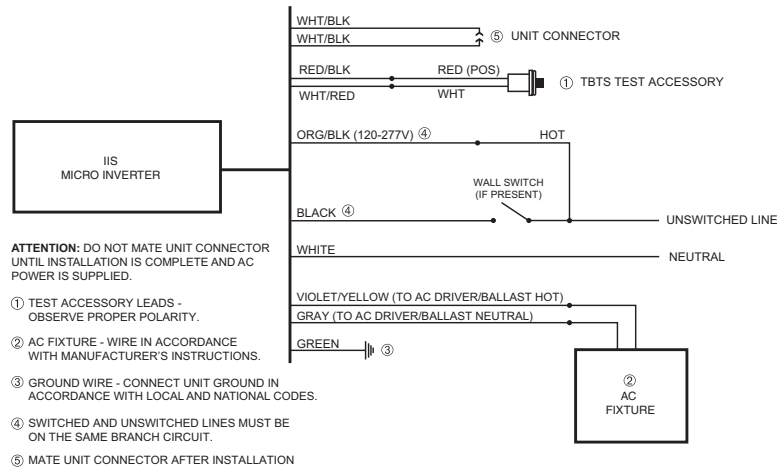 WHT/BLK
WHT/BLK
⑤ UNIT CONNECTOR
RED/BLK
RED (POS)
WHT/RED
WHT
① TBTS TEST ACCESSORY
ORG/BLK (120-277V) ④
HOT
IIS
MICRO INVERTER
WALL SWITCH
(IF PRESENT)
BLACK ④
UNSWITCHED LINE
WHITE
NEUTRAL
VIOLET/YELLOW (TO AC DRIVER/BALLAST HOT)
GRAY (TO AC DRIVER/BALLAST NEUTRAL)
GREEN
③
②
AC
FIXTURE
ATTENTION: DO NOT MATE UNIT CONNECTOR
UNTIL INSTALLATION IS COMPLETE AND AC
POWER IS SUPPLIED.
① TEST ACCESSORY LEADS -
OBSERVE PROPER POLARITY.
② AC FIXTURE - WIRE IN ACCORDANCE
WITH MANUFACTURER'S INSTRUCTIONS.
③ GROUND WIRE - CONNECT UNIT GROUND IN
ACCORDANCE WITH LOCAL AND NATIONAL CODES.
④ SWITCHED AND UNSWITCHED LINES MUST BE
ON THE SAME BRANCH CIRCUIT.
⑤ MATE UNIT CONNECTOR AFTER INSTALLATION